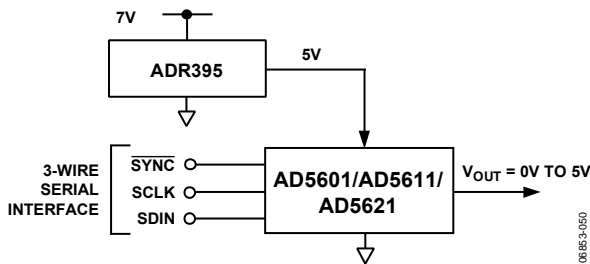 7V
ADR395
5V
3-WIRE
SERIAL
INTERFACE
SYNC
SCLK
SDIN
AD5601/AD5611/
AD5621
VOUT = 0V TO 5V
06853-050